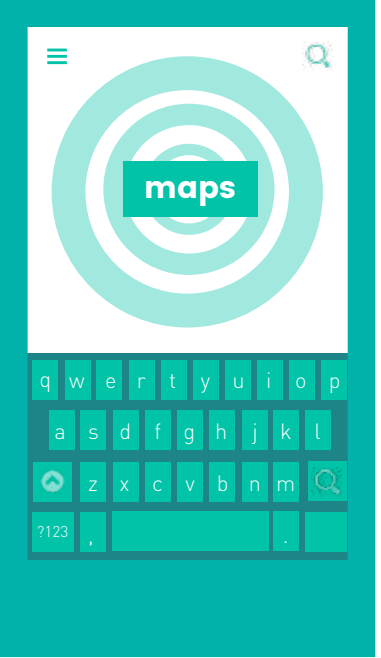 maps
q w e r t y u i o p
a s d f g h j k l
z x c v b n m
?123 , .